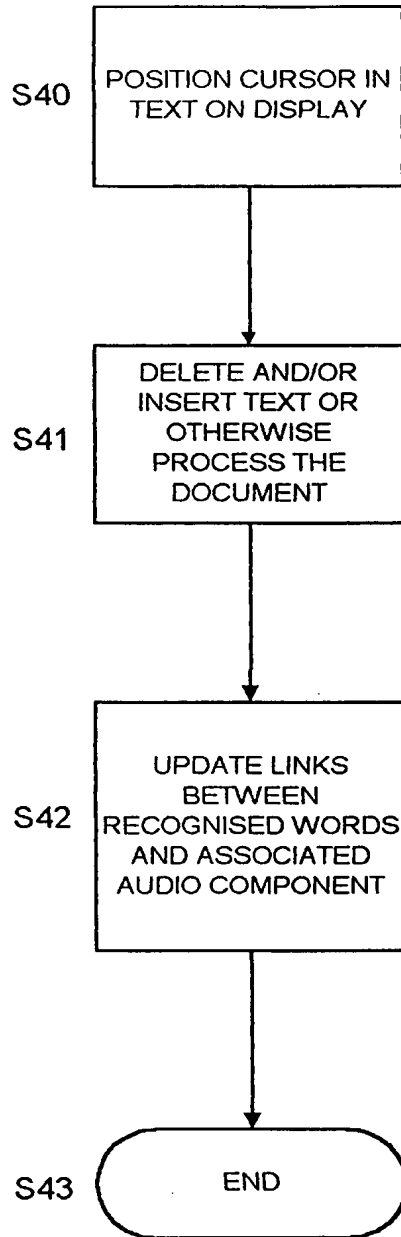 S40
POSITION CURSOR IN
TEXT ON DISPLAY
S41
DELETE AND/OR
INSERT TEXT OR
OTHERWISE
PROCESS THE
DOCUMENT
S42
UPDATE LINKS
BETWEEN
RECOGNISED WORDS
AND ASSOCIATED
AUDIO COMPONENT
S43
END